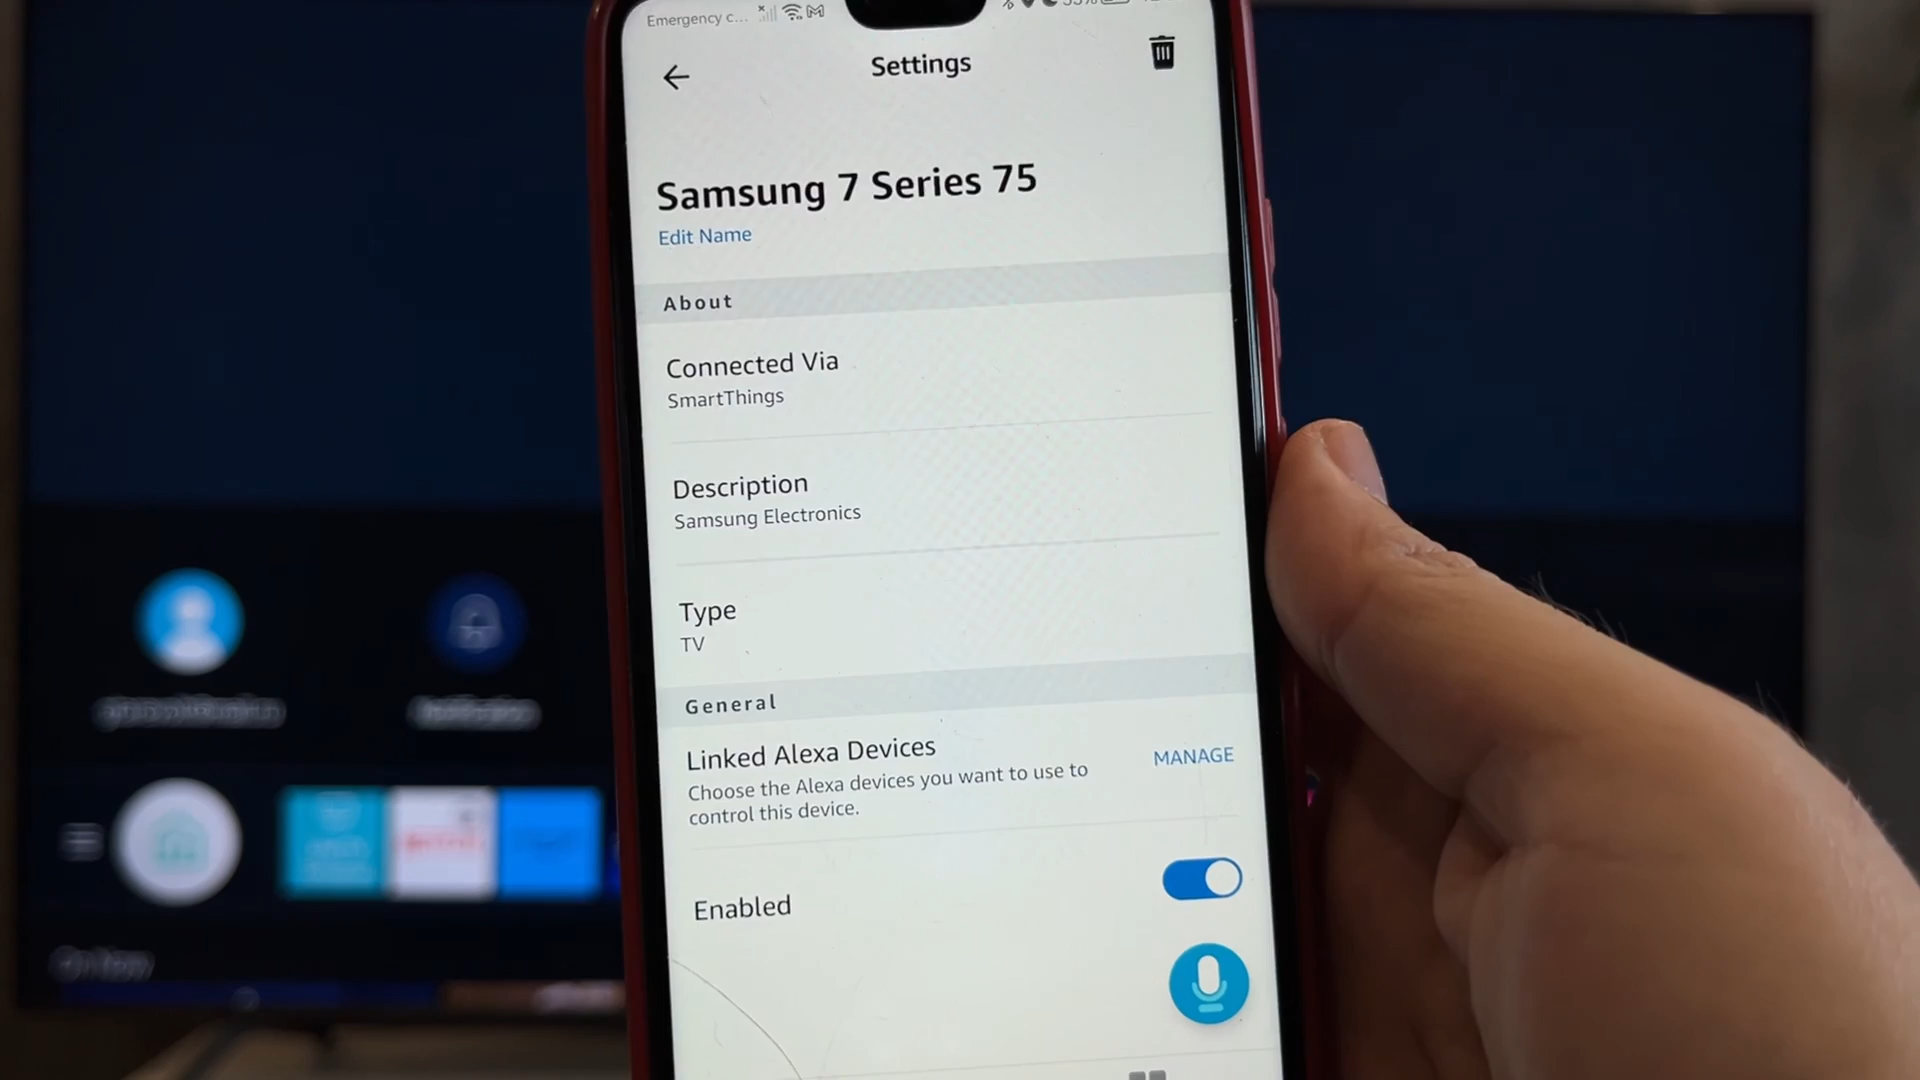 Emergency c...
Settings
Samsung 7 Series 75
Edit Name
About
Connected Via
SmartThings
Description
Samsung Electronics
Type
TV
General
Linked Alexa Devices
MANAGE
Choose the Alexa devices you want to use to
control this device.
Enabled